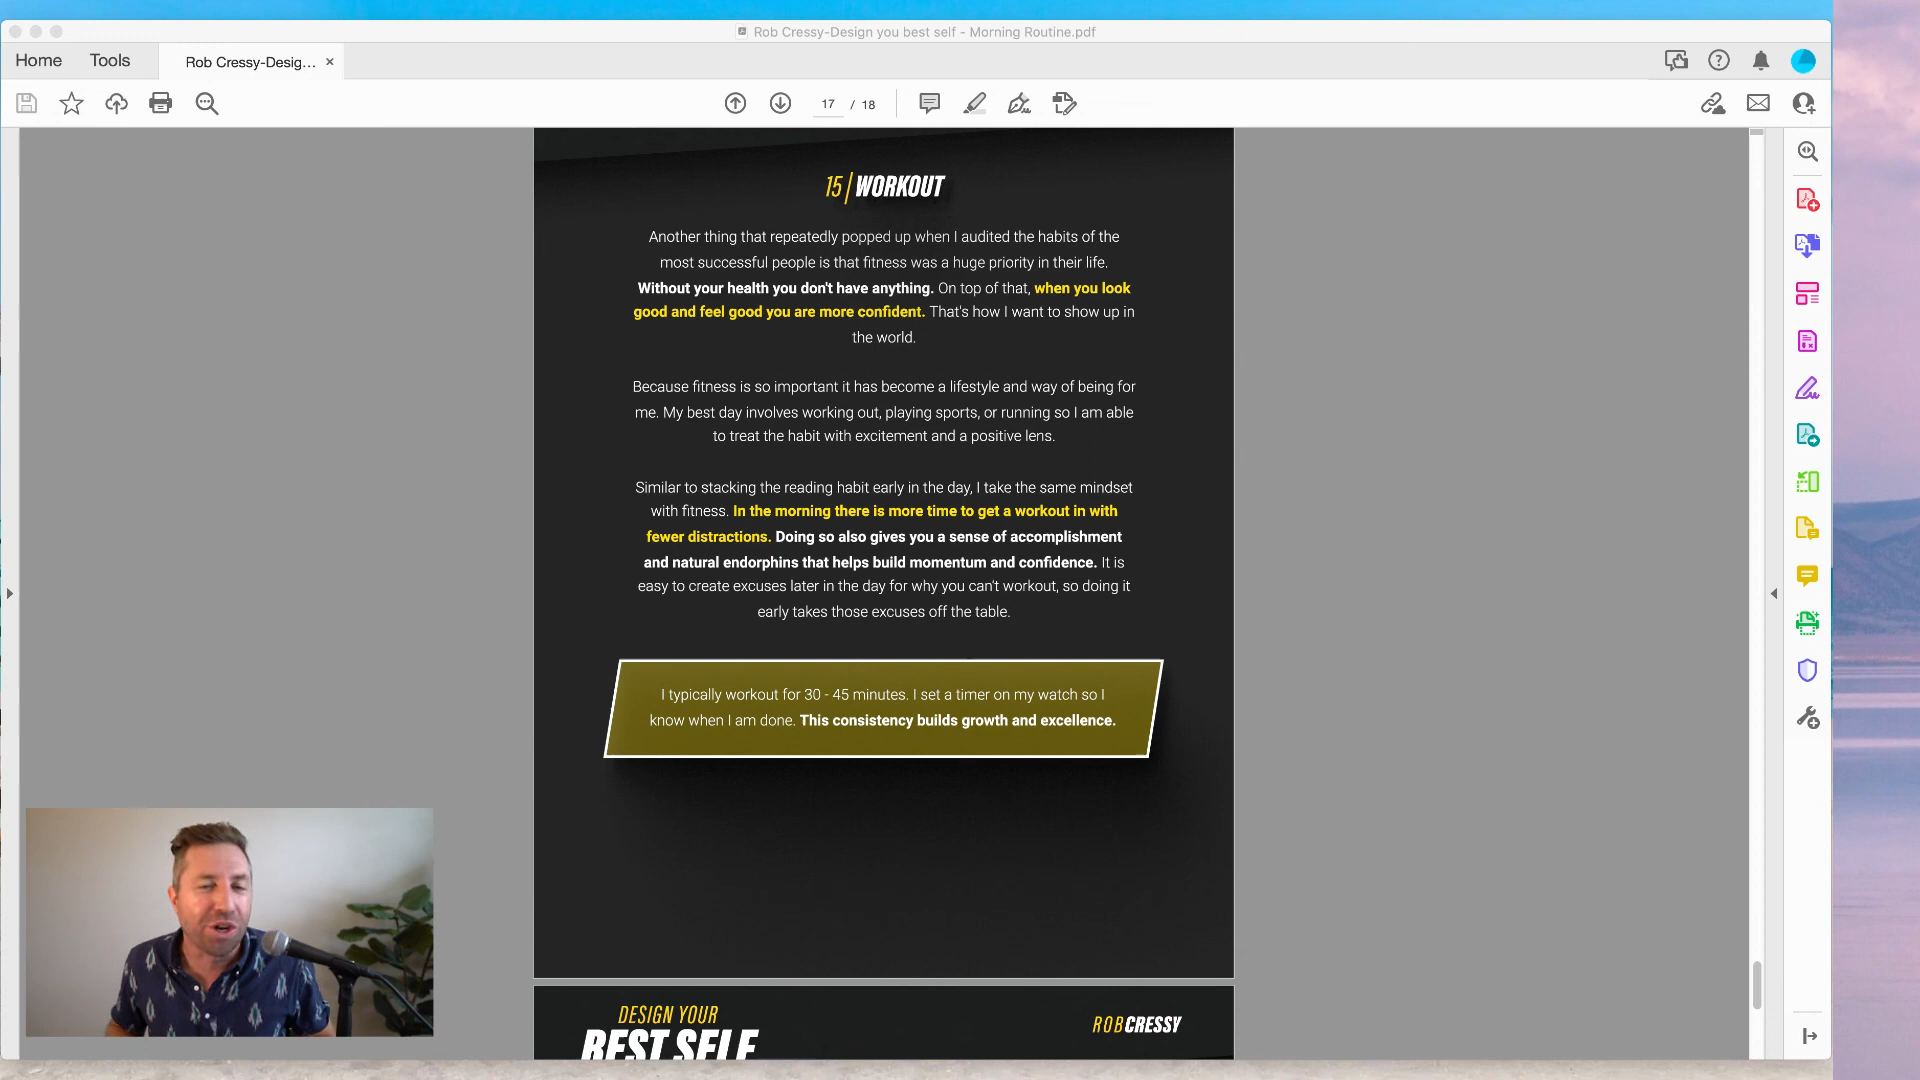 Rob Cressy-Design you best self - Morning Routine.pdf
Home
Tools
Rob Cressy-Desig... ×
17 / 18
15 | WORKOUT
Another thing that repeatedly popped up when I audited the habits of the
most successful people is that fitness was a huge priority in their life.
Without your health you don't have anything. On top of that, when you look
good and feel good you are more confident. That's how I want to show up in
the world.
Because fitness is so important it has become a lifestyle and way of being for
me. My best day involves working out, playing sports, or running so I am able
to treat the habit with excitement and a positive lens.
Similar to stacking the reading habit early in the day, I take the same mindset
with fitness. In the morning there is more time to get a workout in with
fewer distractions. Doing so also gives you a sense of accomplishment
and natural endorphins that helps build momentum and confidence. It is
easy to create excuses later in the day for why you can't workout, so doing it
early takes those excuses off the table.
I typically workout for 30 - 45 minutes. I set a timer on my watch so I
know when I am done. This consistency builds growth and excellence.
DESIGN YOUR
BEST SELF
ROBCRESSY